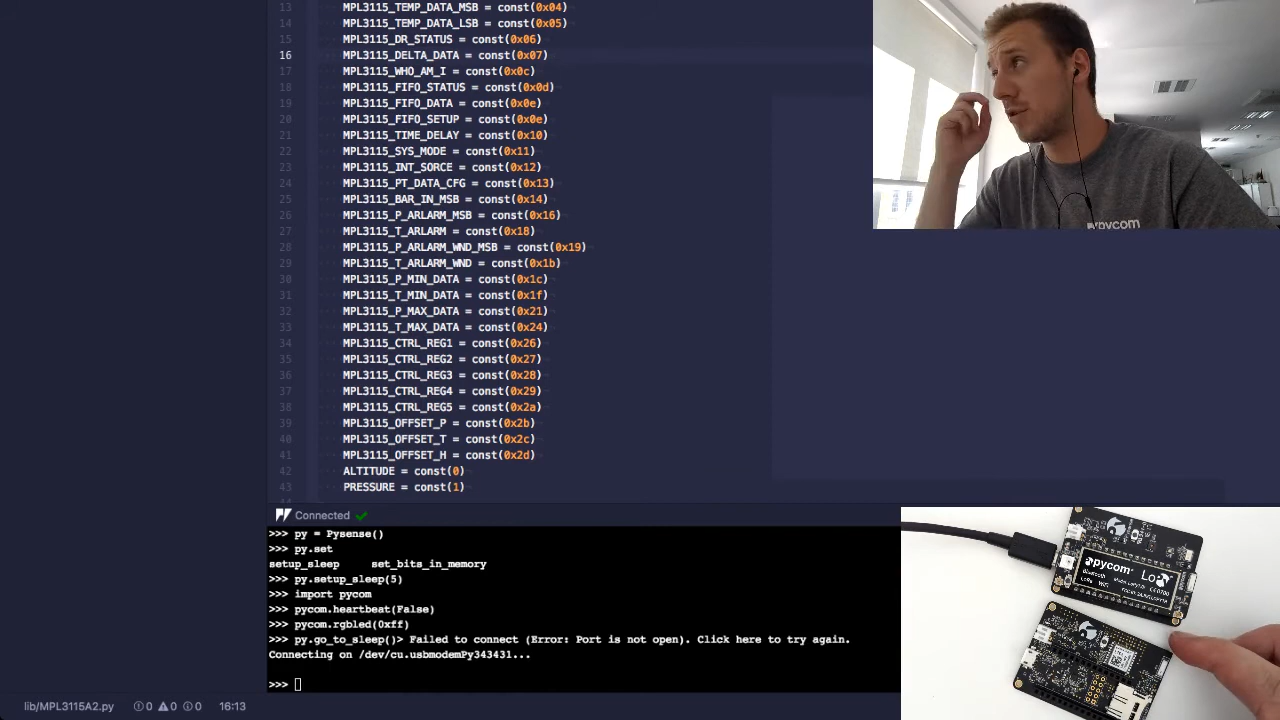 13 MPL3115_TEMP_DATA_MSB = const(0x04)
14 MPL3115_TEMP_DATA_LSB = const(0x05)
15 MPL3115_DR_STATUS = const(0x06)
16 MPL3115_DELTA_DATA = const(0x07)
17 MPL3115_WHO_AM_I = const(0x0c)
18 MPL3115_FIFO_STATUS = const(0x0d)
19 MPL3115_FIFO_DATA = const(0x0e)
20 MPL3115_FIFO_SETUP = const(0x0e)
21 MPL3115_TIME_DELAY = const(0x10)
22 MPL3115_SYS_MODE = const(0x11)
23 MPL3115_INT_SORCE = const(0x12)
24 MPL3115_PT_DATA_CFG = const(0x13)
25 MPL3115_BAR_IN_MSB = const(0x14)
26 MPL3115_P_ARLARM_MSB = const(0x16)
27 MPL3115_T_ARLARM = const(0x18)
28 MPL3115_P_ARLARM_WND_MSB = const(0x19)
29 MPL3115_T_ARLARM_WND = const(0x1b)
30 MPL3115_P_MIN_DATA = const(0x1c)
31 MPL3115_T_MIN_DATA = const(0x1f)
32 MPL3115_P_MAX_DATA = const(0x21)
33 MPL3115_T_MAX_DATA = const(0x24)
34 MPL3115_CTRL_REG1 = const(0x26)
35 MPL3115_CTRL_REG2 = const(0x27)
36 MPL3115_CTRL_REG3 = const(0x28)
37 MPL3115_CTRL_REG4 = const(0x29)
38 MPL3115_CTRL_REG5 = const(0x2a)
39 MPL3115_OFFSET_P = const(0x2b)
40 MPL3115_OFFSET_T = const(0x2c)
41 MPL3115_OFFSET_H = const(0x2d)
42 ALTITUDE = const(0)
43 PRESSURE = const(1)
pycom
Connected
>>> py = Pysense()
>>> py.set
setup_sleep set_bits_in_memory
>>> py.setup_sleep(5)
>>> import pycom
>>> pycom.heartbeat(False)
>>> pycom.rgbled(0xff)
>>> py.go_to_sleep()> Failed to connect (Error: Port is not open). Click here to try again.
Connecting on /dev/cu.usbmodemPy343431...
>>>
pycom LoPy
Bluetooth
LoRa WiFi
lib/MPL3115A2.py 0 0 0 16:13